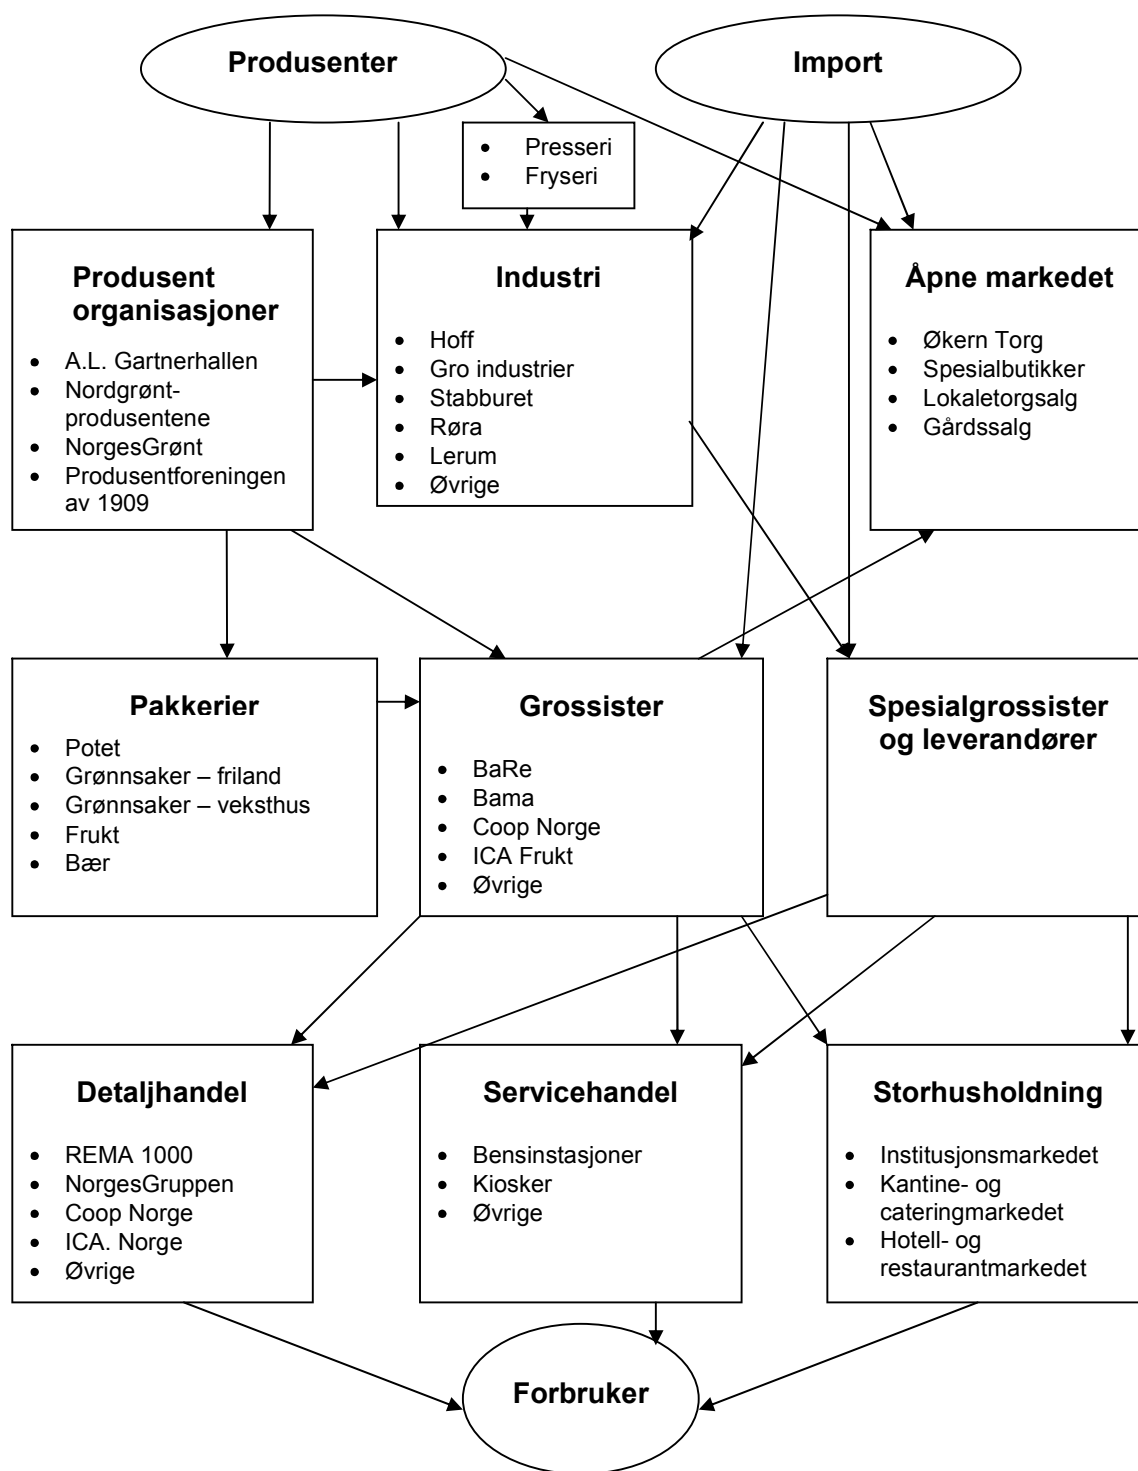 Produsenter
Import
Presseri
Fryseri
Produsent
organisasjoner
A.L. Gartnerhallen
Nordgrønt-
produsentene
NorgesGrønt
Produsentforeningen
av 1909
Industri
Hoff
Gro industrier
Stabburet
Røra
Lerum
Øvrige
Åpne markedet
Økern Torg
Spesialbutikker
Lokaletorgsalg
Gårdssalg
Pakkerier
Potet
Grønnsaker – friland
Grønnsaker – veksthus
Frukt
Bær
Grossister
BaRe
Bama
Coop Norge
ICA Frukt
Øvrige
Spesialgrossister
og leverandører
Detaljhandel
REMA 1000
NorgesGruppen
Coop Norge
ICA. Norge
Øvrige
Servicehandel
Bensinstasjoner
Kiosker
Øvrige
Storhusholdning
Institusjonsmarkedet
Kantine- og
cateringmarkedet
Hotell- og
restaurantmarkedet
Forbruker